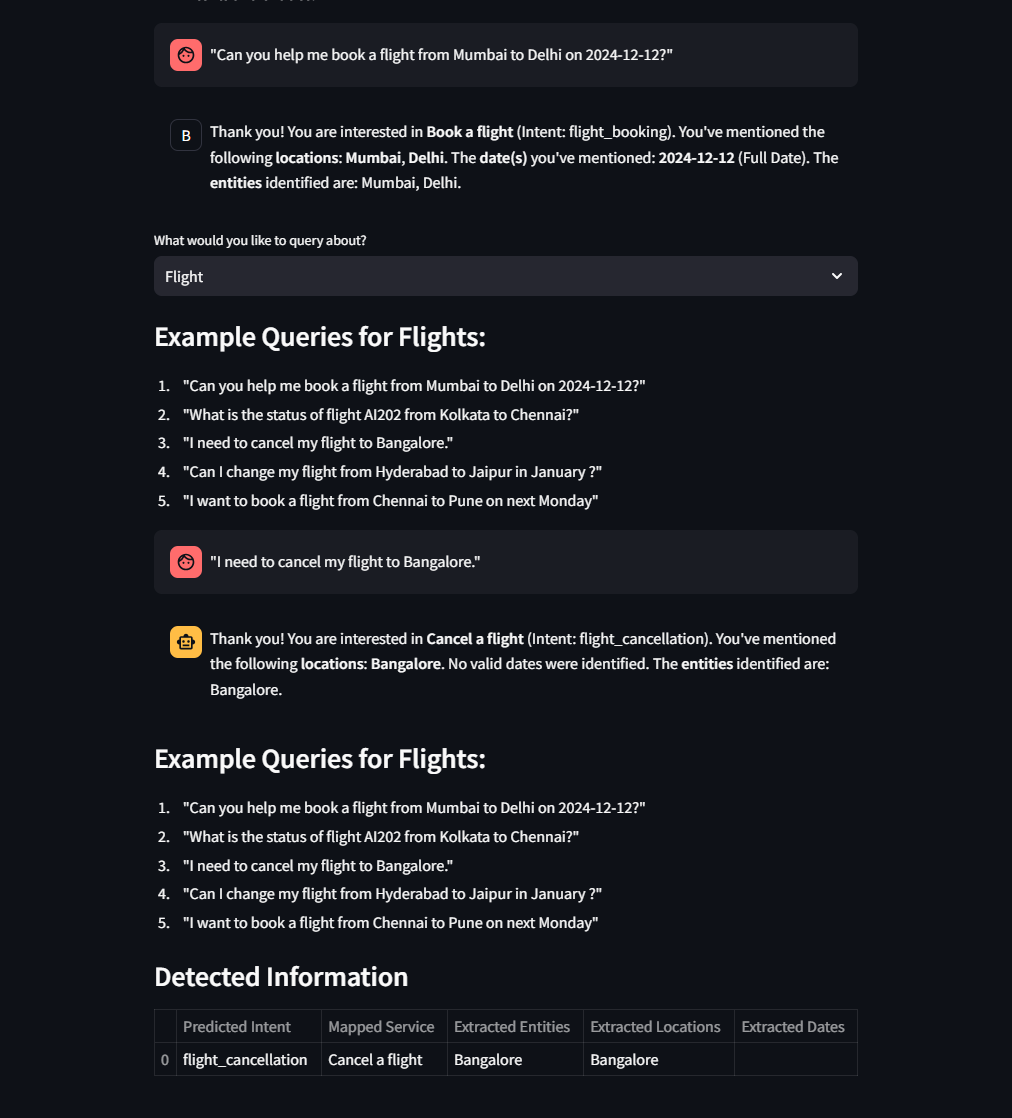 "Can you help me book a flight from Mumbai to Delhi on 2024-12-12?"
B
Thank you! You are interested in Book a flight (Intent: flight_booking). You've mentioned the
following locations: Mumbai, Delhi. The date(s) you've mentioned: 2024-12-12 (Full Date). The
entities identified are: Mumbai, Delhi.
What would you like to query about?
Flight
Example Queries for Flights:
1. "Can you help me book a flight from Mumbai to Delhi on 2024-12-12?"
2. "What is the status of flight AI202 from Kolkata to Chennai?"
3. "I need to cancel my flight to Bangalore."
4. "Can I change my flight from Hyderabad to Jaipur in January ?"
5. "I want to book a flight from Chennai to Pune on next Monday"
"I need to cancel my flight to Bangalore."
Thank you! You are interested in Cancel a flight (Intent: flight_cancellation). You've mentioned
the following locations: Bangalore. No valid dates were identified. The entities identified are:
Bangalore.
Example Queries for Flights:
1. "Can you help me book a flight from Mumbai to Delhi on 2024-12-12?"
2. "What is the status of flight AI202 from Kolkata to Chennai?"
3. "I need to cancel my flight to Bangalore."
4. "Can I change my flight from Hyderabad to Jaipur in January ?"
5. "I want to book a flight from Chennai to Pune on next Monday"
Detected Information
Predicted Intent Mapped Service Extracted Entities Extracted Locations Extracted Dates
0 flight_cancellation Cancel a flight Bangalore Bangalore